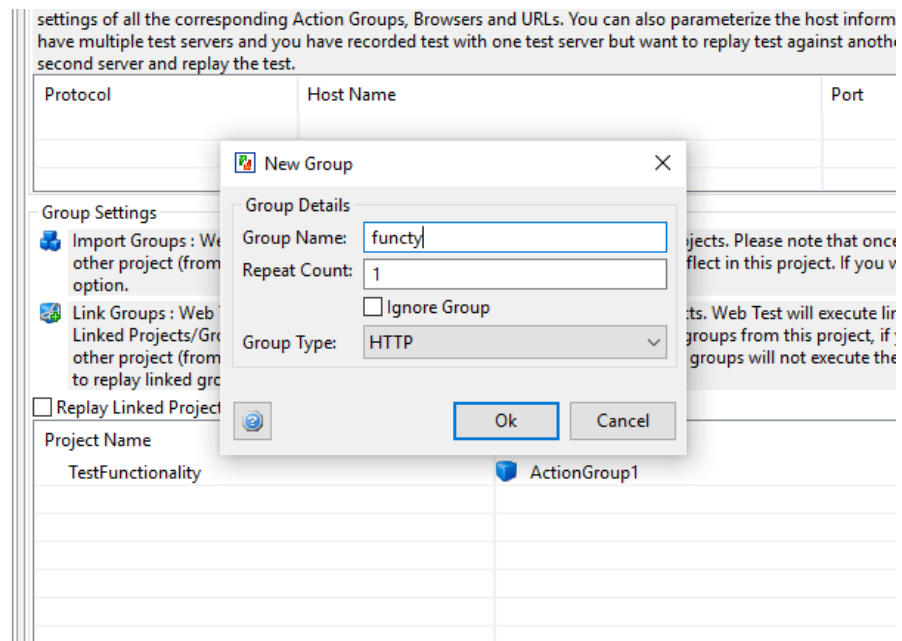 settings of all the corresponding Action Groups, Browsers and URLs. You can also parameterize the host inform
have multiple test servers and you have recorded test with one test server but want to replay test against anothe
second server and replay the test.
Protocol Host Name Port
New Group
Group Details
Group Name: functy
Repeat Count: 1
Ignore Group
Group Type: HTTP
Ok Cancel
Group Settings
Import Groups : We jects. Please note that once
other project (from flect in this project. If you w
option.
Link Groups : Web ts. Web Test will execute lin
Linked Projects/Gro groups from this project, if
other project (from groups will not execute the
to replay linked gro
Replay Linked Project
Project Name
TestFunctionality ActionGroup1